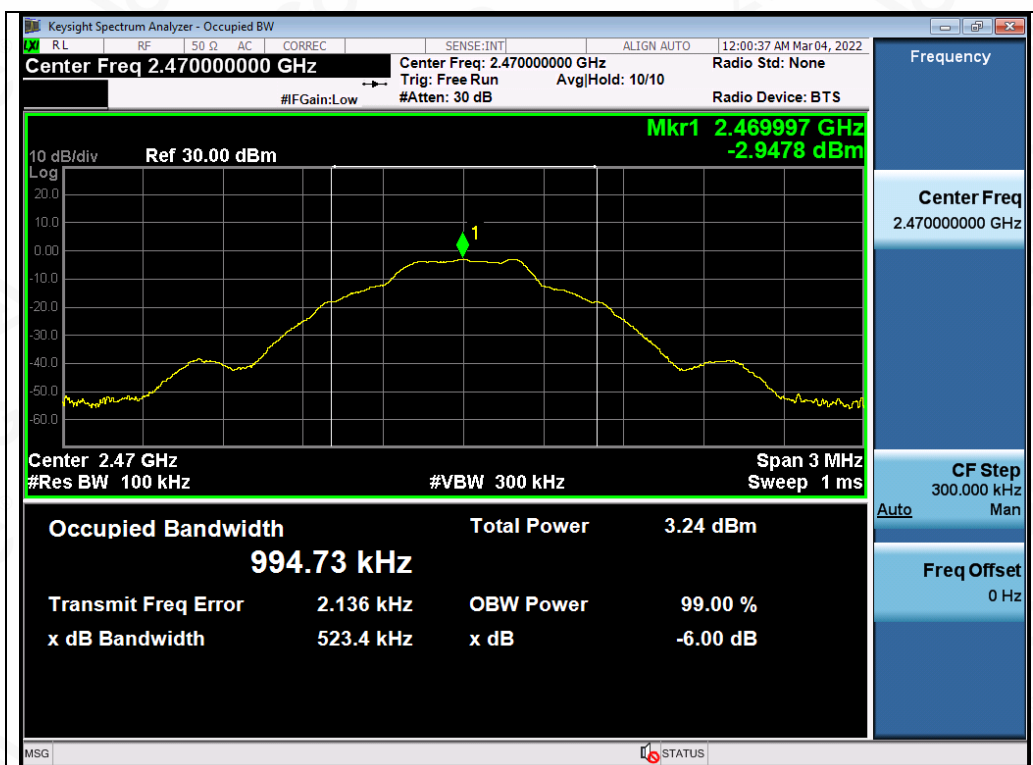 Keysight Spectrum Analyzer - Occupied BW
LXI RL RF 50 Ω AC CORREC SENSE:INT ALIGN AUTO 12:00:37 AM Mar 04, 2022
Center Freq 2.470000000 GHz
Center Freq: 2.470000000 GHz
Radio Std: None
Trig: Free Run Avg|Hold: 10/10
#IFGain:Low #Atten: 30 dB
Radio Device: BTS
Mkr1 2.469997 GHz
-2.9478 dBm
10 dB/div Ref 30.00 dBm
Log
20.0
10.0
0.00
-10.0
-20.0
-30.0
-40.0
-50.0
-60.0
1
Center 2.47 GHz Span 3 MHz
#Res BW 100 kHz #VBW 300 kHz Sweep 1 ms
Occupied Bandwidth Total Power 3.24 dBm
994.73 kHz
Transmit Freq Error 2.136 kHz OBW Power 99.00 %
x dB Bandwidth 523.4 kHz x dB -6.00 dB
Frequency
Center Freq
2.470000000 GHz
CF Step
300.000 kHz
Auto Man
Freq Offset
0 Hz
MSG STATUS